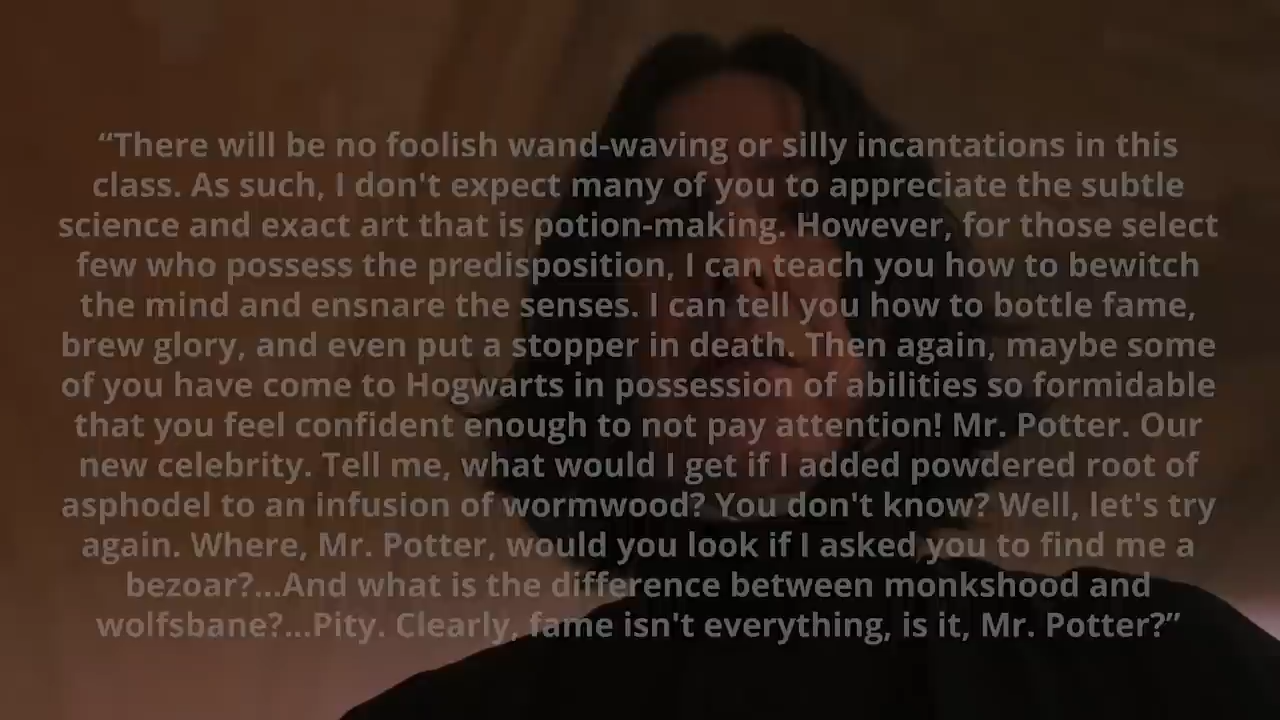 “There will be no foolish wand-waving or silly incantations in this
class. As such, I don't expect many of you to appreciate the subtle
science and exact art that is potion-making. However, for those select
few who possess the predisposition, I can teach you how to bewitch
the mind and ensnare the senses. I can tell you how to bottle fame,
brew glory, and even put a stopper in death. Then again, maybe some
of you have come to Hogwarts in possession of abilities so formidable
that you feel confident enough to not pay attention! Mr. Potter. Our
new celebrity. Tell me, what would I get if I added powdered root of
asphodel to an infusion of wormwood? You don't know? Well, let's try
again. Where, Mr. Potter, would you look if I asked you to find me a
bezoar?...And what is the difference between monkshood and
wolfsbane?...Pity. Clearly, fame isn't everything, is it, Mr. Potter?”